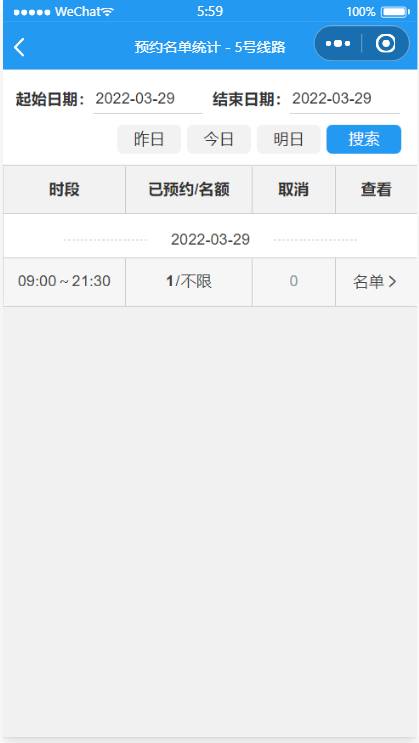 WeChat 5:59 100%
预约名单统计 - 5号线路
起始日期： 2022-03-29 结束日期： 2022-03-29
昨日 今日 明日 搜索
时段 已预约/名额 取消 查看
2022-03-29
09:00 ~ 21:30 1/不限 0 名单